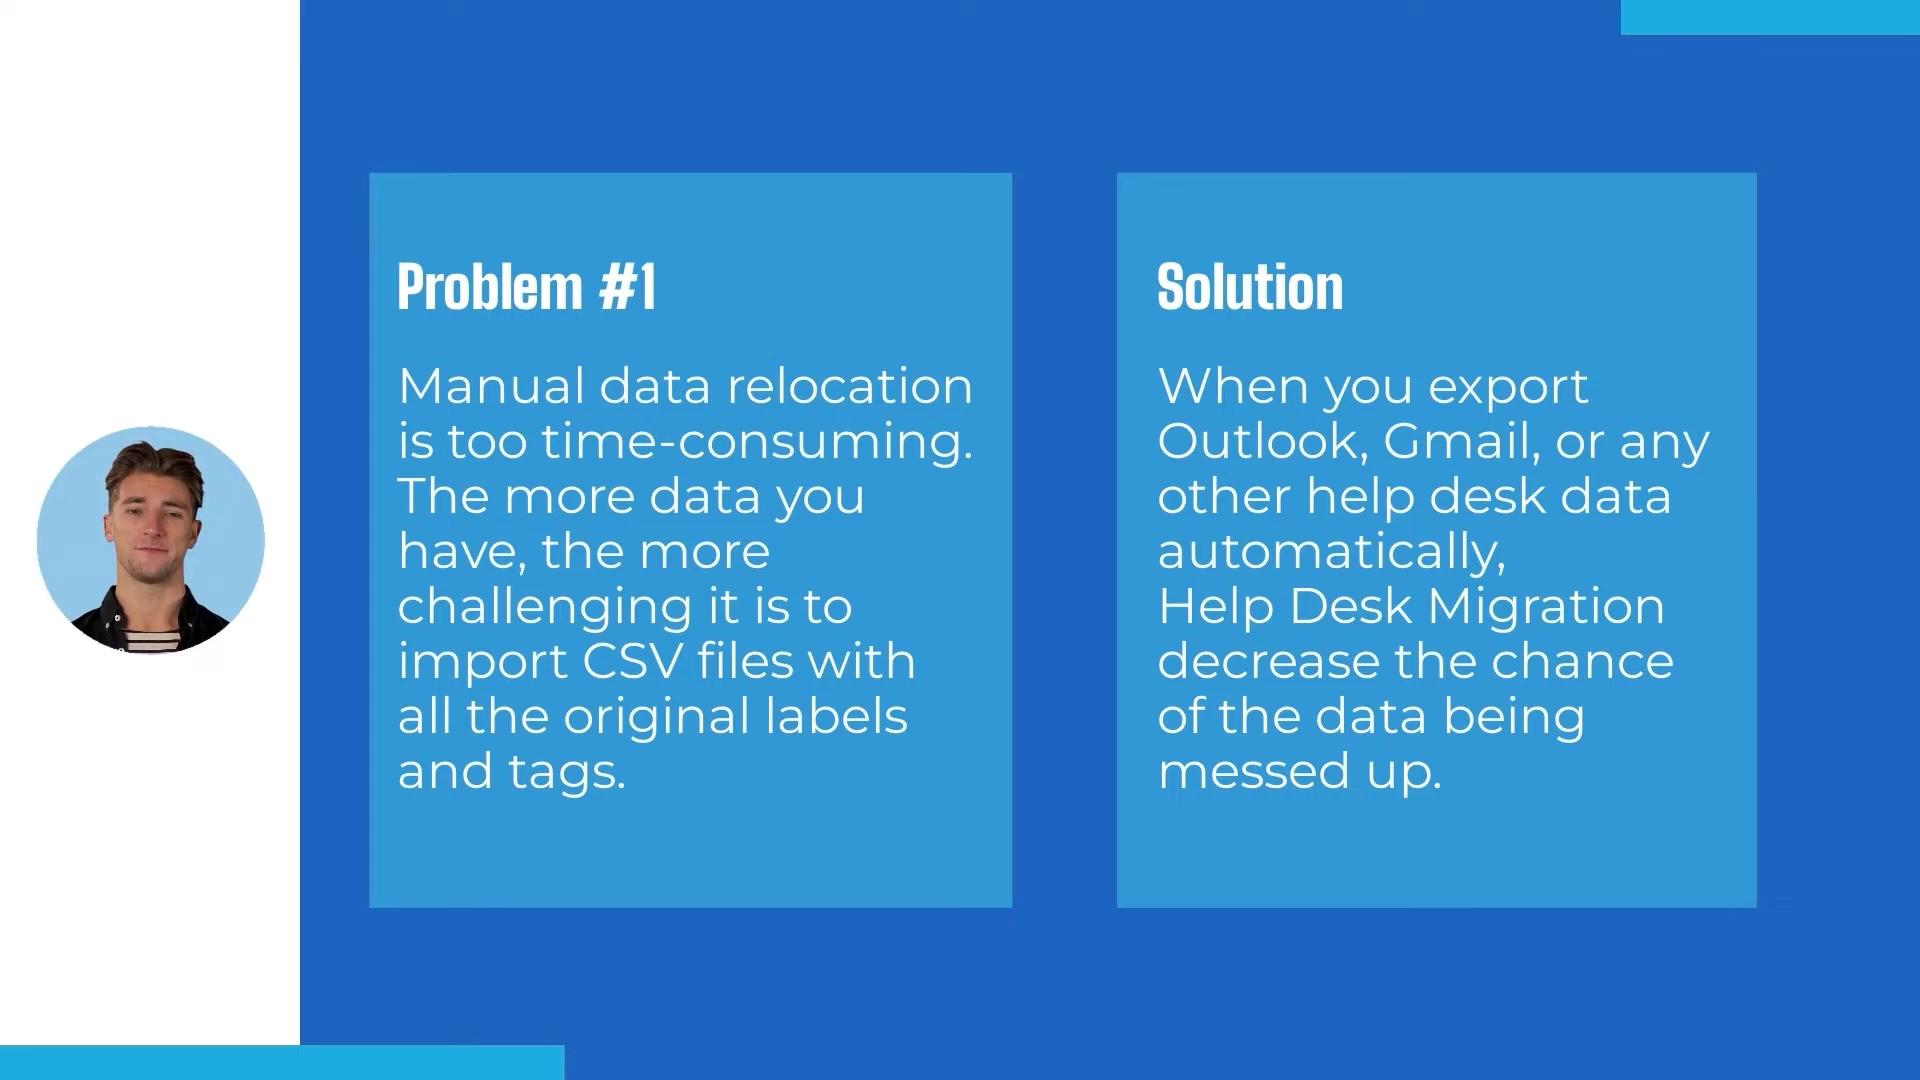 Problem #1
Manual data relocation
is too time-consuming.
The more data you
have, the more
challenging it is to
import CSV files with
all the original labels
and tags.
Solution
When you export
Outlook, Gmail, or any
other help desk data
automatically,
Help Desk Migration
decrease the chance
of the data being
messed up.